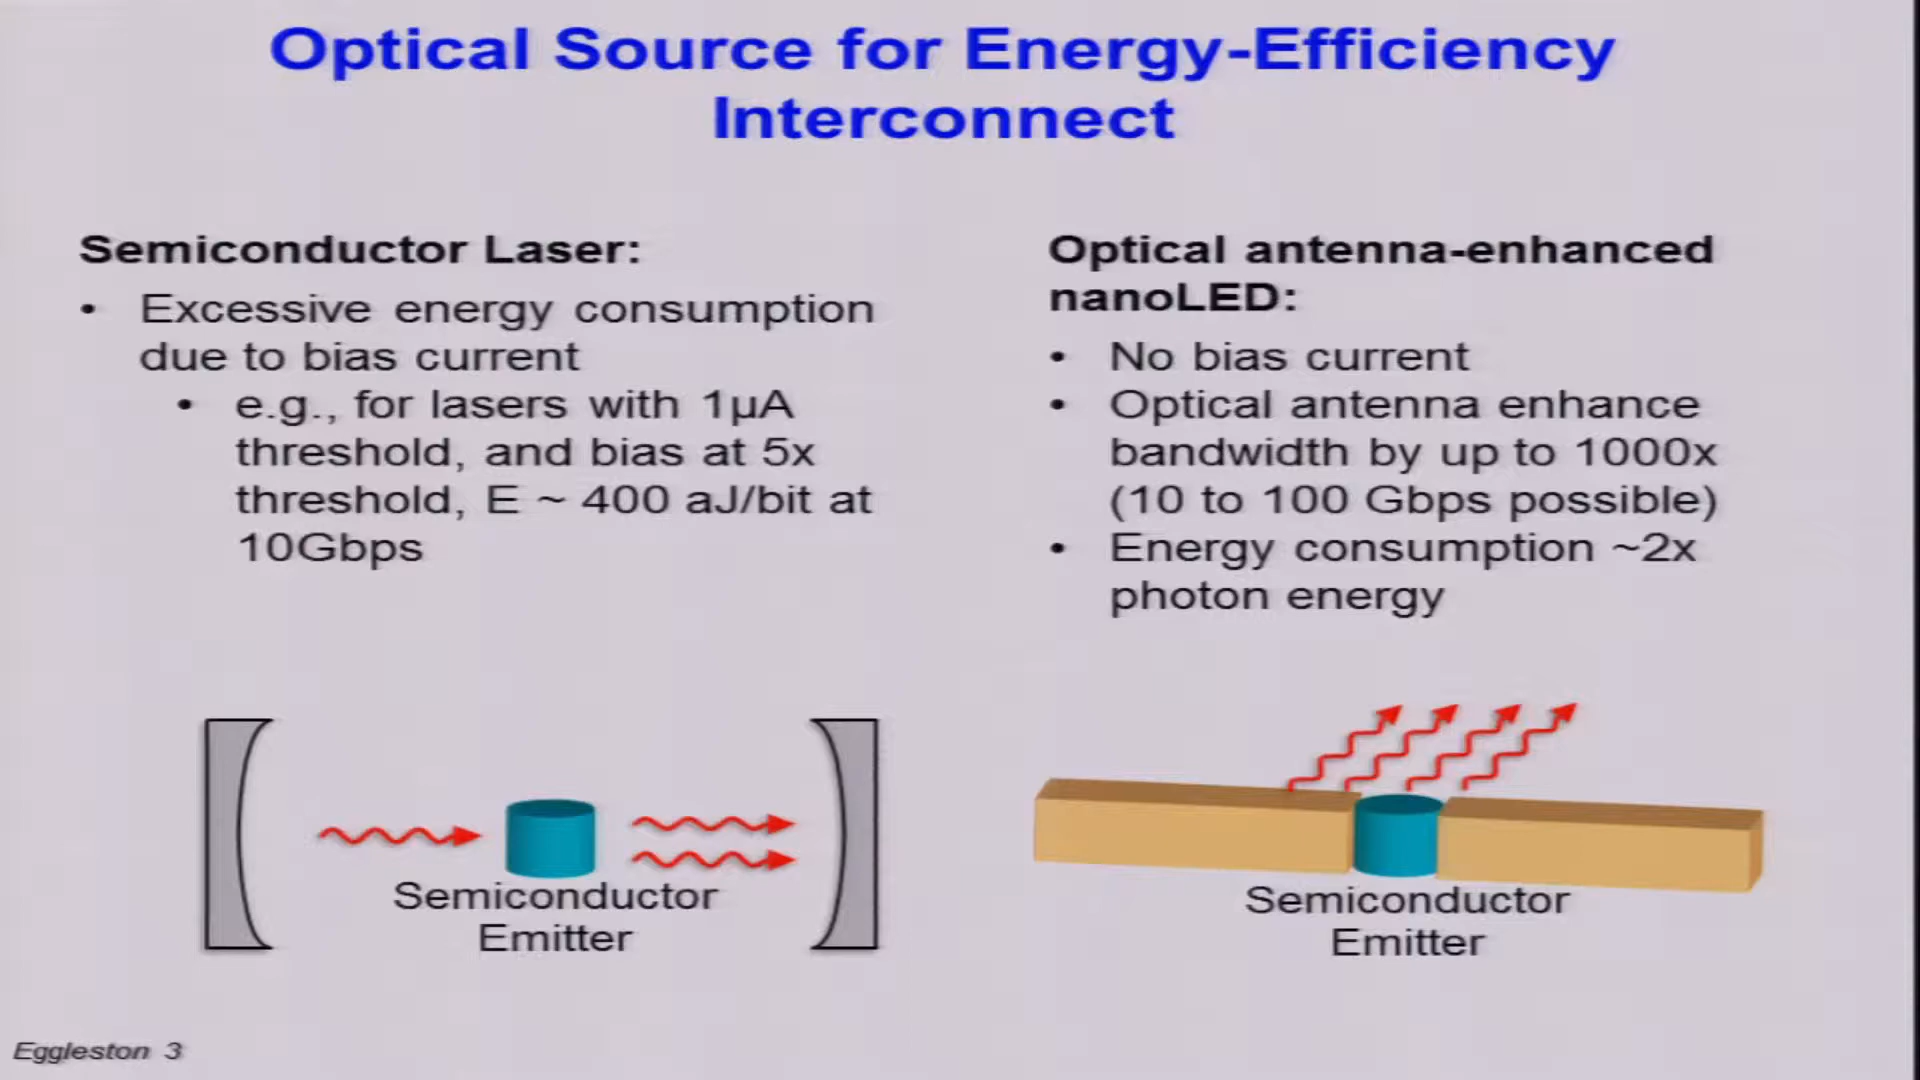 Optical Source for Energy-Efficiency
Interconnect
Semiconductor Laser:
• Excessive energy consumption
due to bias current
• e.g., for lasers with 1µA
threshold, and bias at 5x
threshold, E ~ 400 aJ/bit at
10Gbps
Optical antenna-enhanced
nanoLED:
• No bias current
• Optical antenna enhance
bandwidth by up to 1000x
(10 to 100 Gbps possible)
• Energy consumption ~2x
photon energy
Semiconductor
Emitter
Semiconductor
Emitter
Eggleston 3